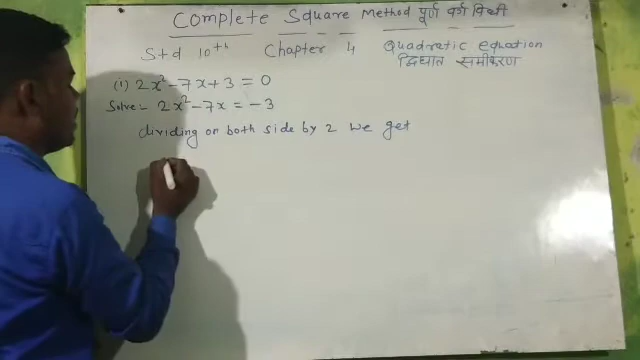 Complete Square Method पूर्ण वर्ग विधी
Std 10th Chapter 4 Quadratic equation
द्विघात समीकरण
(i) 2x²-7x+3=0
Solve:- 2x²-7x=-3
dividing on both side by 2 we get